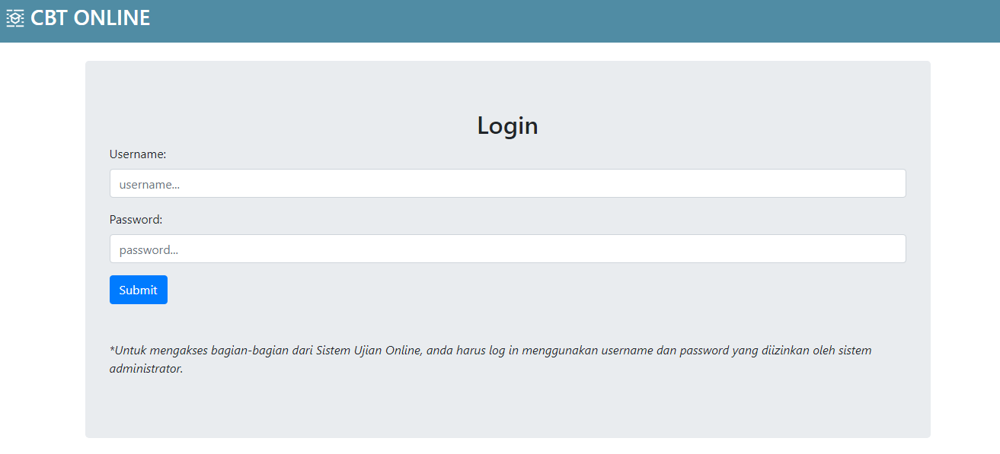 CBT ONLINE
Login
Username:
username...
Password:
password...
Submit
*Untuk mengakses bagian-bagian dari Sistem Ujian Online, anda harus log in menggunakan username dan password yang diizinkan oleh sistem
administrator.